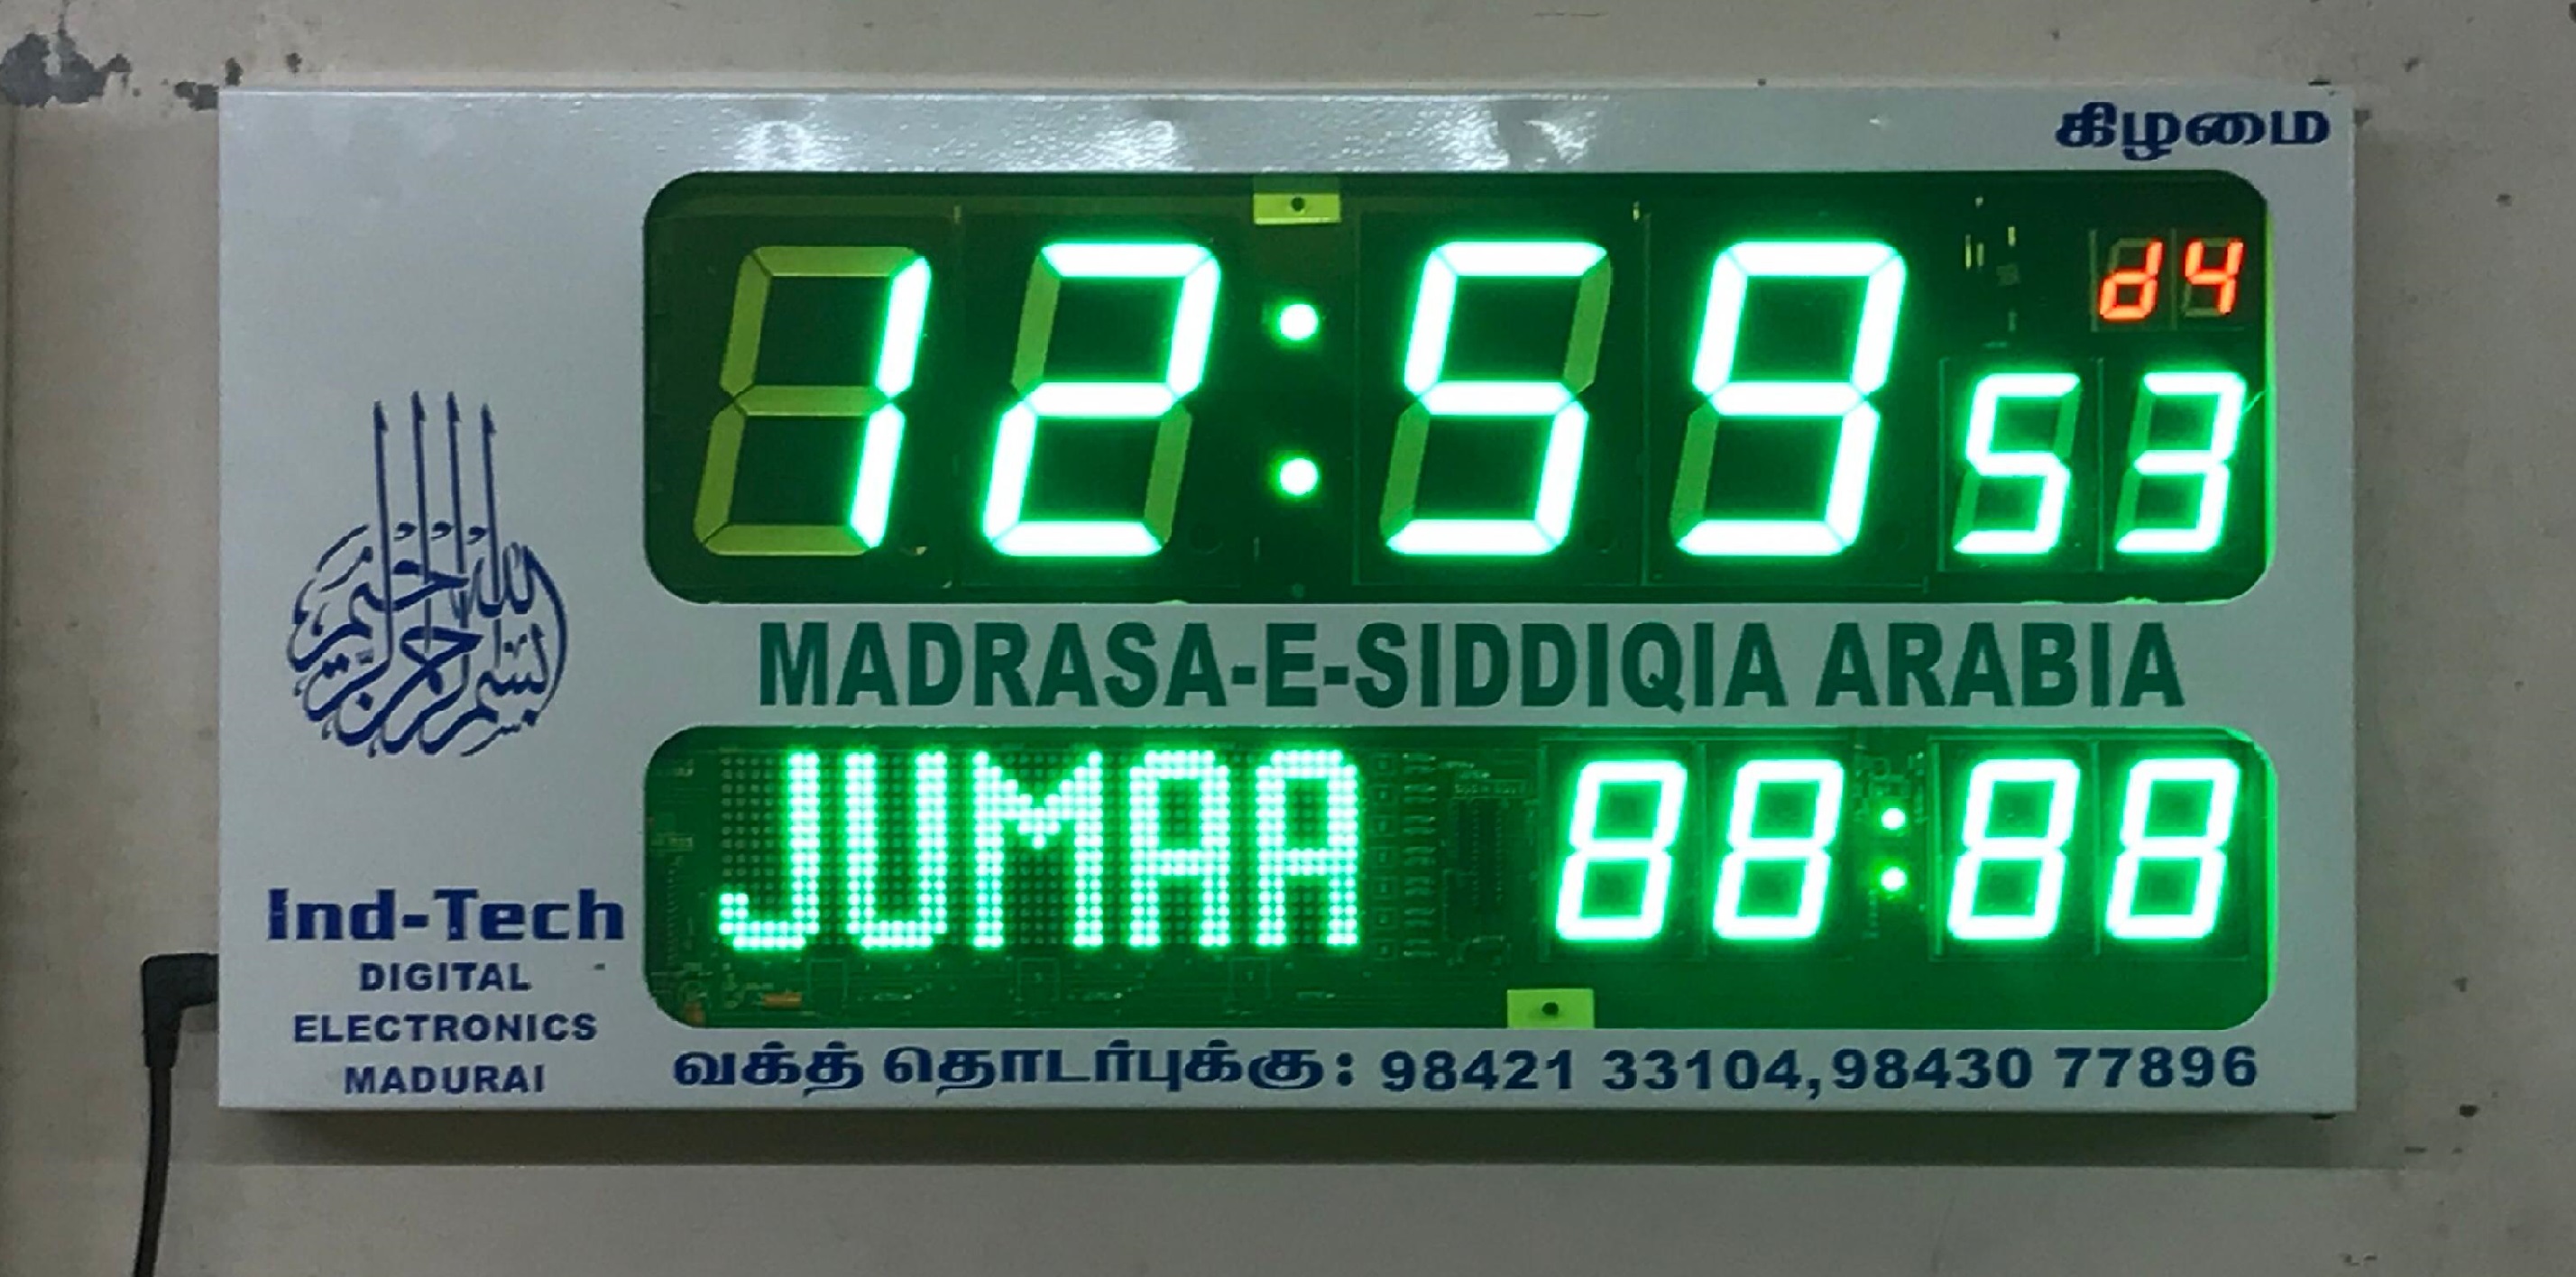 கிழமை
12:59 53
d4
بسم الله الرحمن الرحيم
MADRASA-E-SIDDIQIA ARABIA
JUMAA 88:88
Ind-Tech
DIGITAL
ELECTRONICS
MADURAI
வக்த் தொடர்புக்கு: 98421 33104,98430 77896